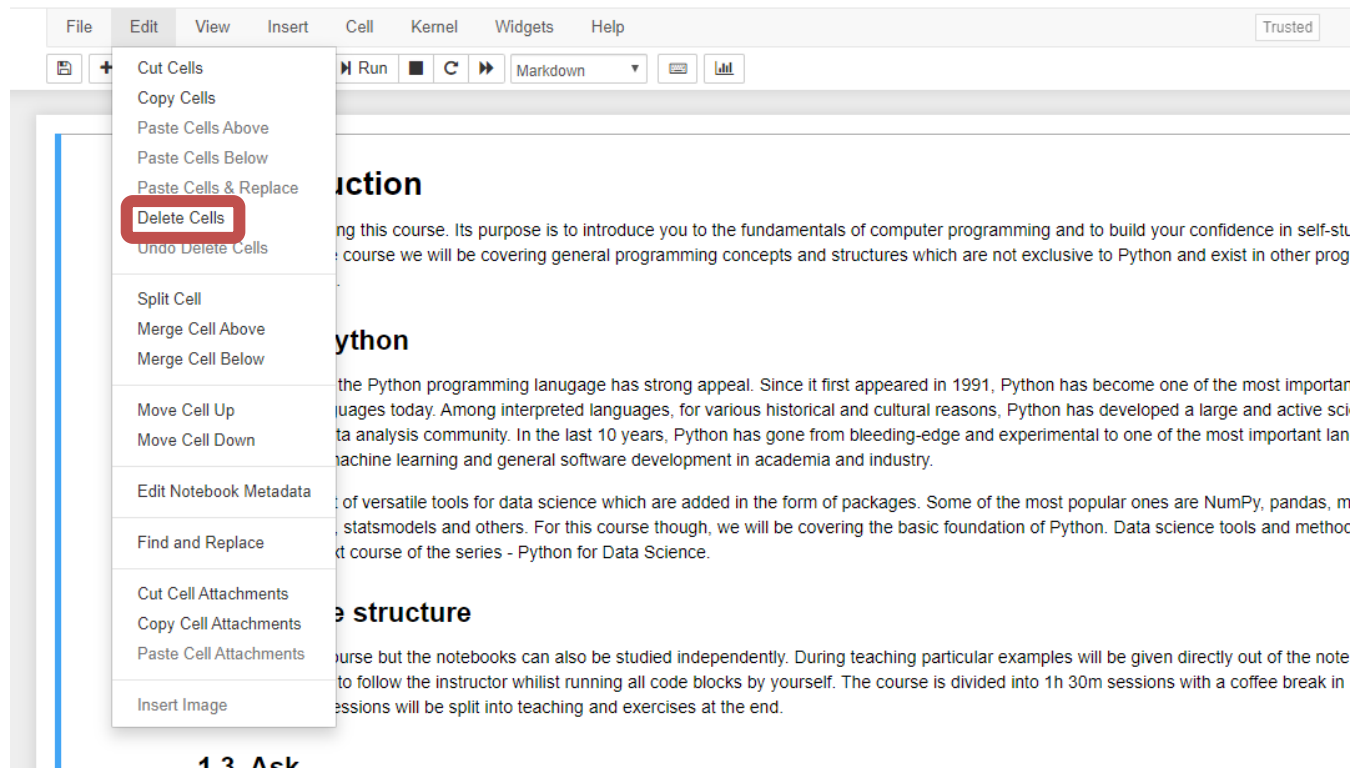 File Edit View Insert Cell Kernel Widgets Help Trusted
Run Markdown
Cut Cells
Copy Cells
Paste Cells Above
Paste Cells Below
Paste Cells & Replace
Delete Cells
Undo Delete Cells
Split Cell
Merge Cell Above
Merge Cell Below
Move Cell Up
Move Cell Down
Edit Notebook Metadata
Find and Replace
Cut Cell Attachments
Copy Cell Attachments
Paste Cell Attachments
Insert Image
uction
ng this course. Its purpose is to introduce you to the fundamentals of computer programming and to build your confidence in self-stu
course we will be covering general programming concepts and structures which are not exclusive to Python and exist in other prog
.
ython
the Python programming lanugage has strong appeal. Since it first appeared in 1991, Python has become one of the most importan
guages today. Among interpreted languages, for various historical and cultural reasons, Python has developed a large and active sci
ta analysis community. In the last 10 years, Python has gone from bleeding-edge and experimental to one of the most important lan
machine learning and general software development in academia and industry.
t of versatile tools for data science which are added in the form of packages. Some of the most popular ones are NumPy, pandas, m
, statsmodels and others. For this course though, we will be covering the basic foundation of Python. Data science tools and method
xt course of the series - Python for Data Science.
e structure
ourse but the notebooks can also be studied independently. During teaching particular examples will be given directly out of the note
to follow the instructor whilist running all code blocks by yourself. The course is divided into 1h 30m sessions with a coffee break in
essions will be split into teaching and exercises at the end.
1.3. Ask